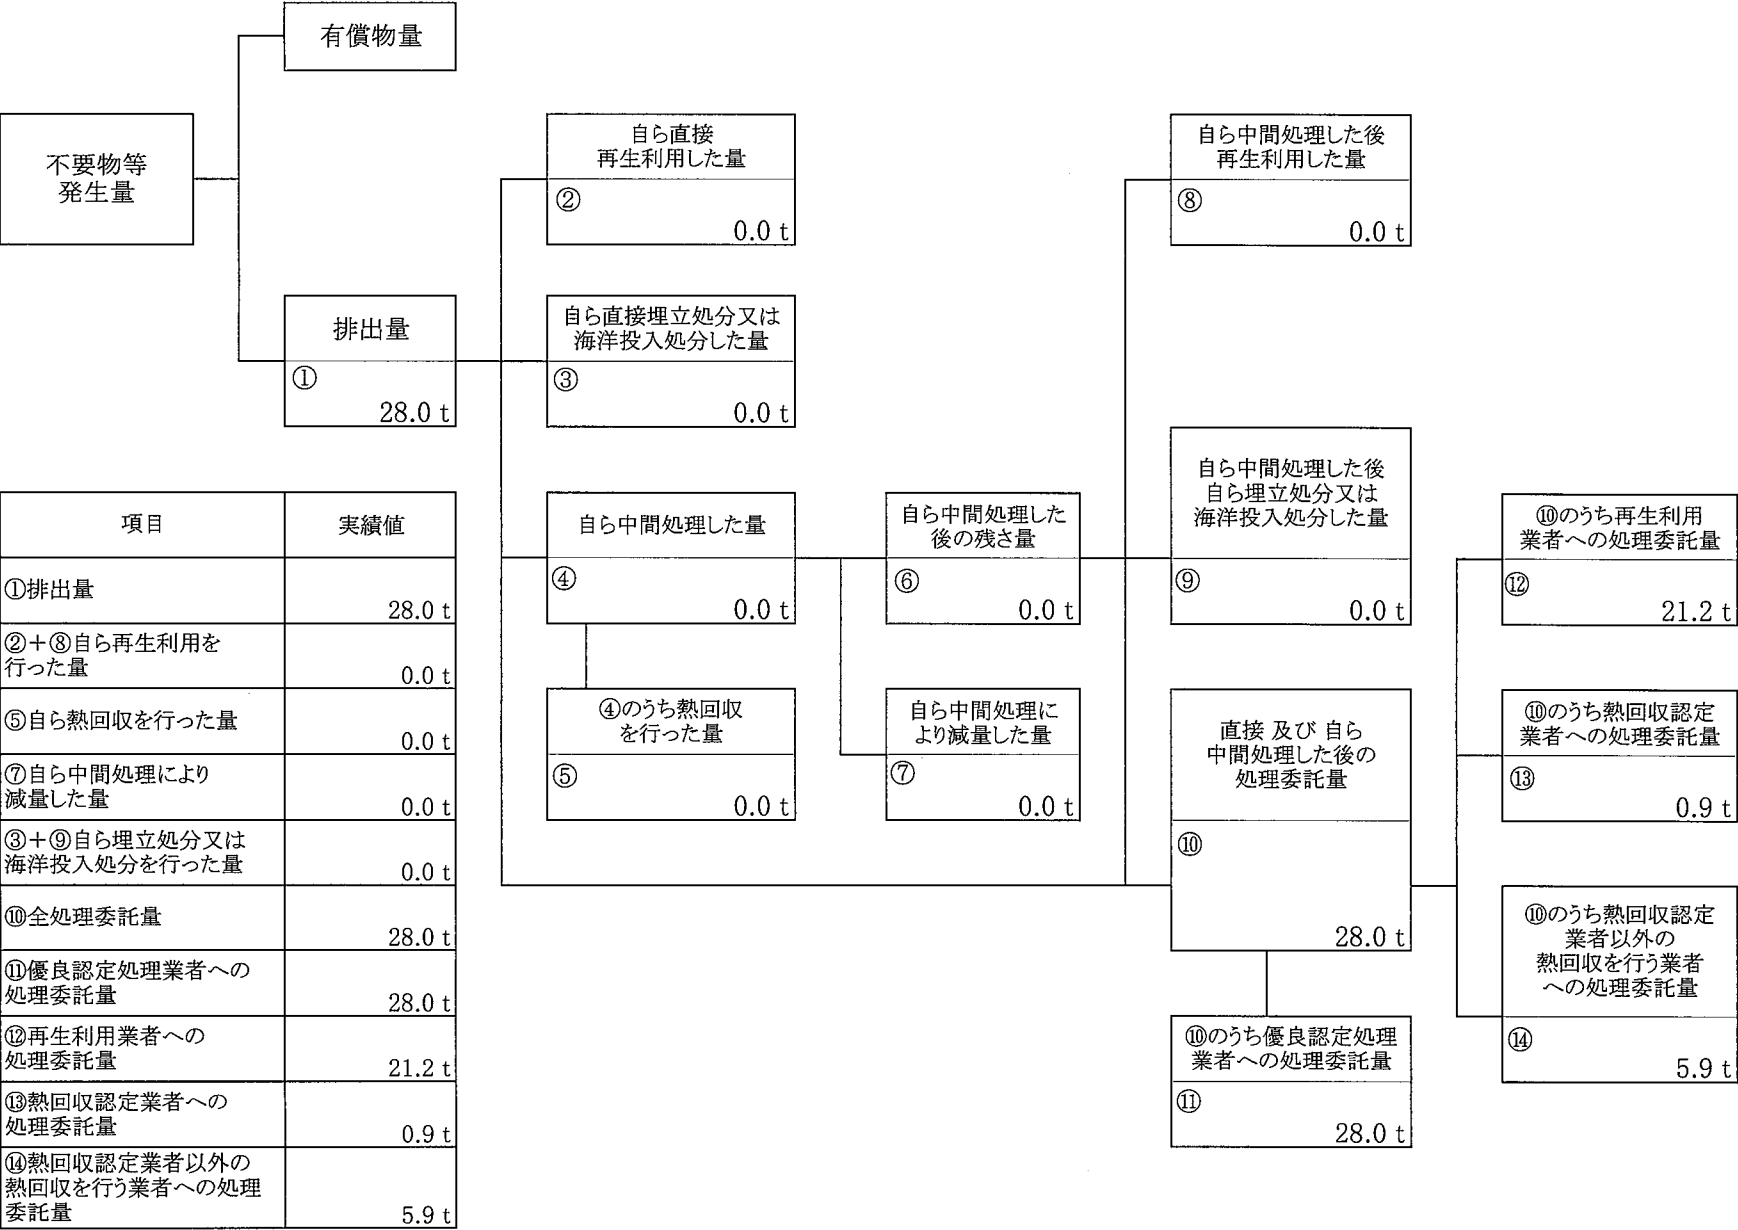 有償物量
不要物等
発生量
自ら直接
再生利用した量
②
0.0 t
自ら中間処理した後
再生利用した量
⑧
0.0 t
排出量
①
28.0 t
自ら直接埋立処分又は
海洋投入処分した量
③
0.0 t
自ら中間処理した量
④
0.0 t
自ら中間処理した
後の残さ量
⑥
0.0 t
自ら中間処理した後
自ら埋立処分又は
海洋投入処分した量
⑨
0.0 t
⑩のうち再生利用
業者への処理委託量
⑫
21.2 t
④のうち熱回収
を行った量
⑤
0.0 t
自ら中間処理に
より減量した量
⑦
0.0 t
直接 及び 自ら
中間処理した後の
処理委託量
⑩
28.0 t
⑩のうち熱回収認定
業者への処理委託量
⑬
0.9 t
⑩のうち熱回収認定
業者以外の
熱回収を行う業者
への処理委託量
⑭
5.9 t
⑩のうち優良認定処理
業者への処理委託量
⑪
28.0 t
項目 実績値
①排出量
28.0 t
②+⑧自ら再生利用を
行った量
0.0 t
⑤自ら熱回収を行った量
0.0 t
⑦自ら中間処理により
減量した量
0.0 t
③+⑨自ら埋立処分又は
海洋投入処分を行った量
0.0 t
⑩全処理委託量
28.0 t
⑪優良認定処理業者への
処理委託量
28.0 t
⑫再生利用業者への
処理委託量
21.2 t
⑬熱回収認定業者への
処理委託量
0.9 t
⑭熱回収認定業者以外の
熱回収を行う業者への処理
委託量
5.9 t